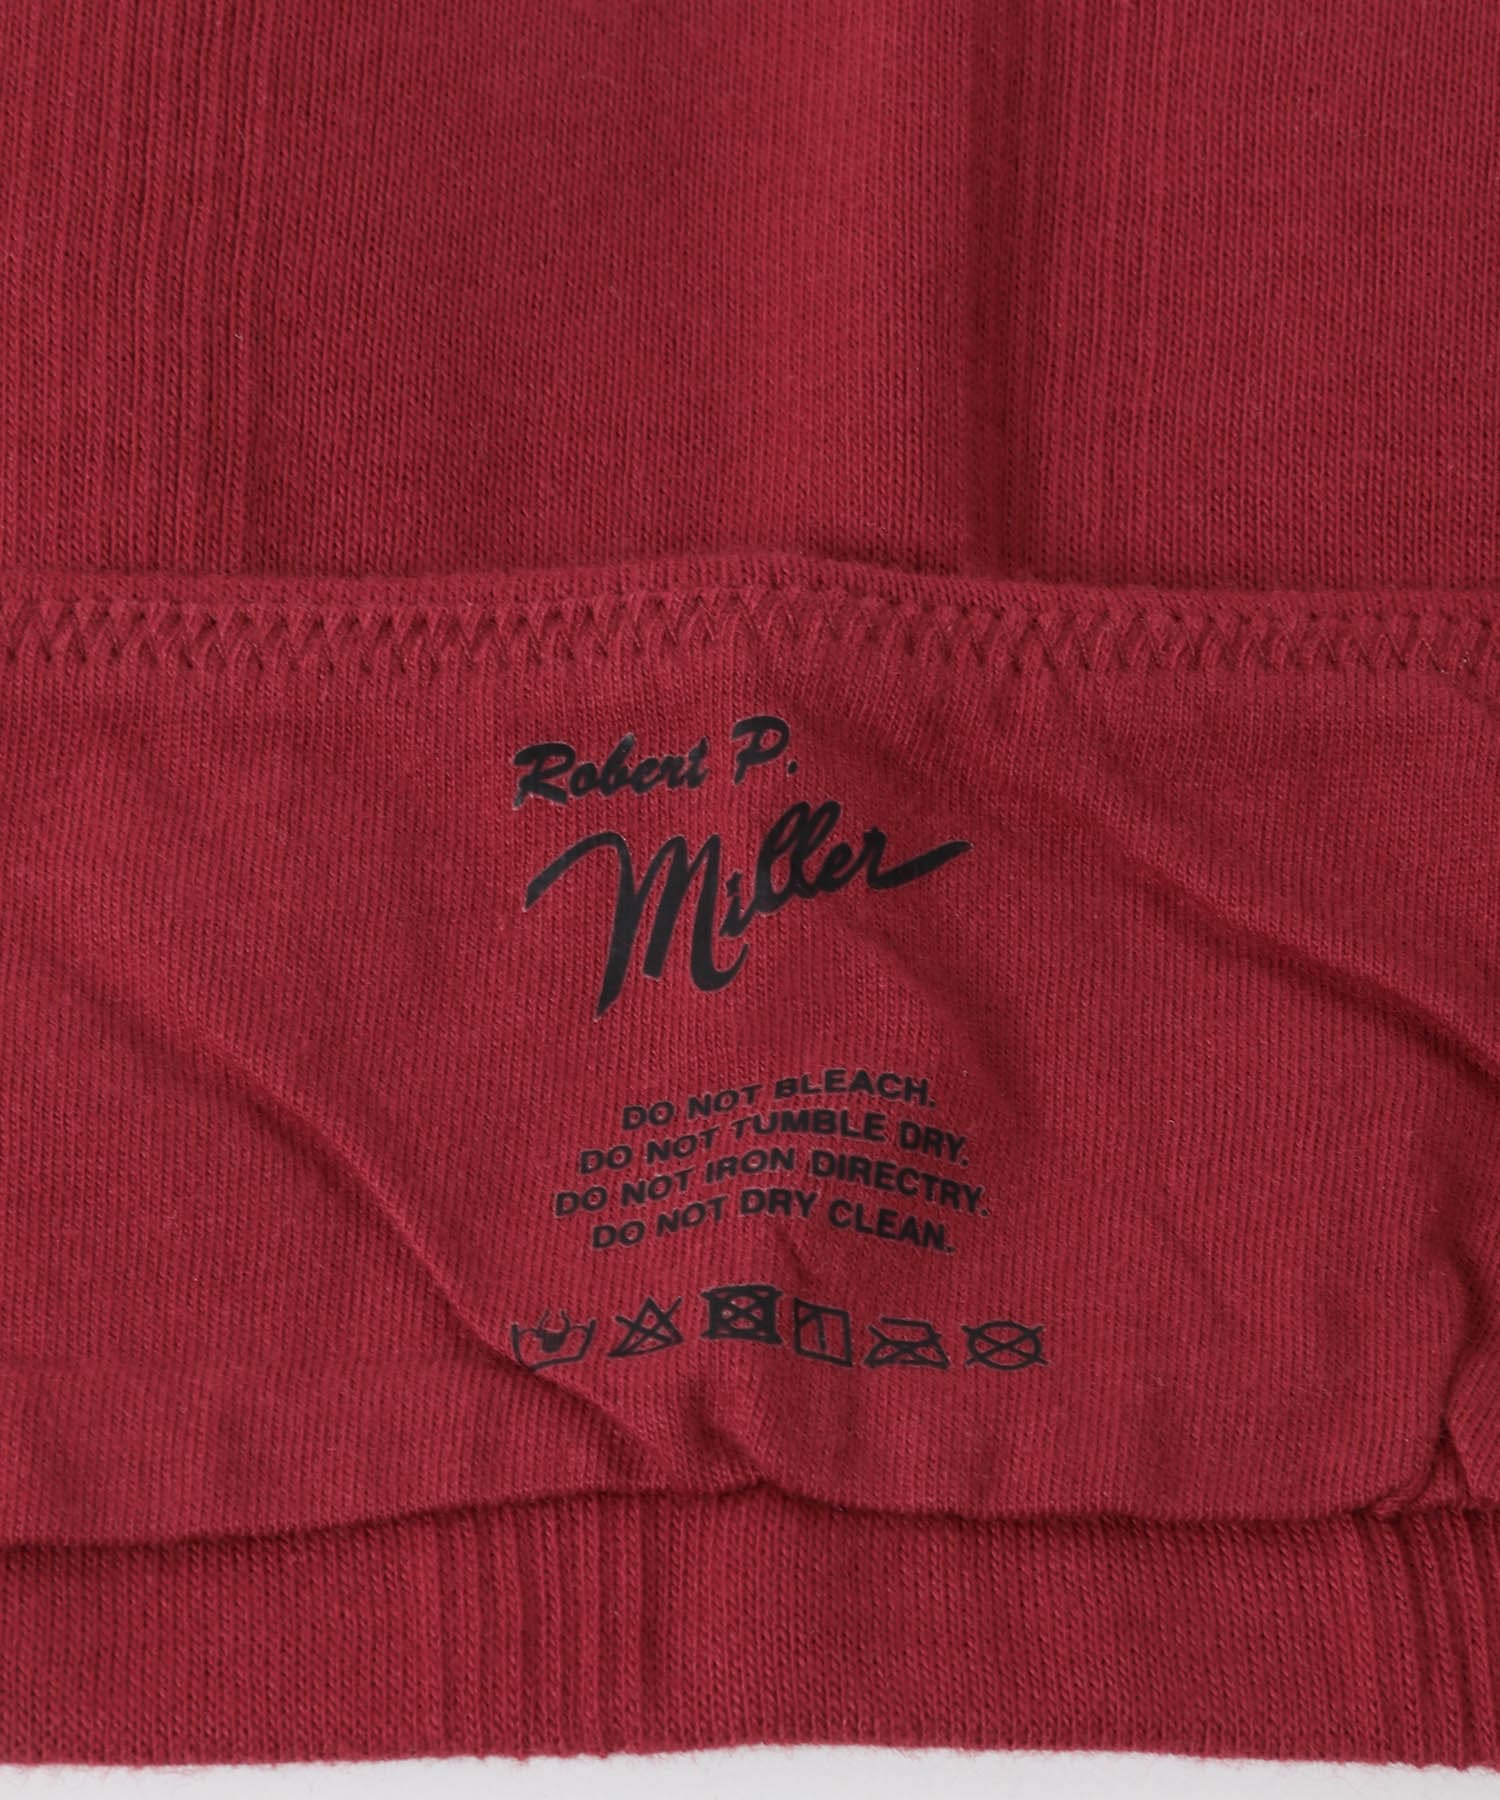 Robert P.
Miller
DO NOT BLEACH.
DO NOT TUMBLE DRY.
DO NOT IRON DIRECTRY.
DO NOT DRY CLEAN.